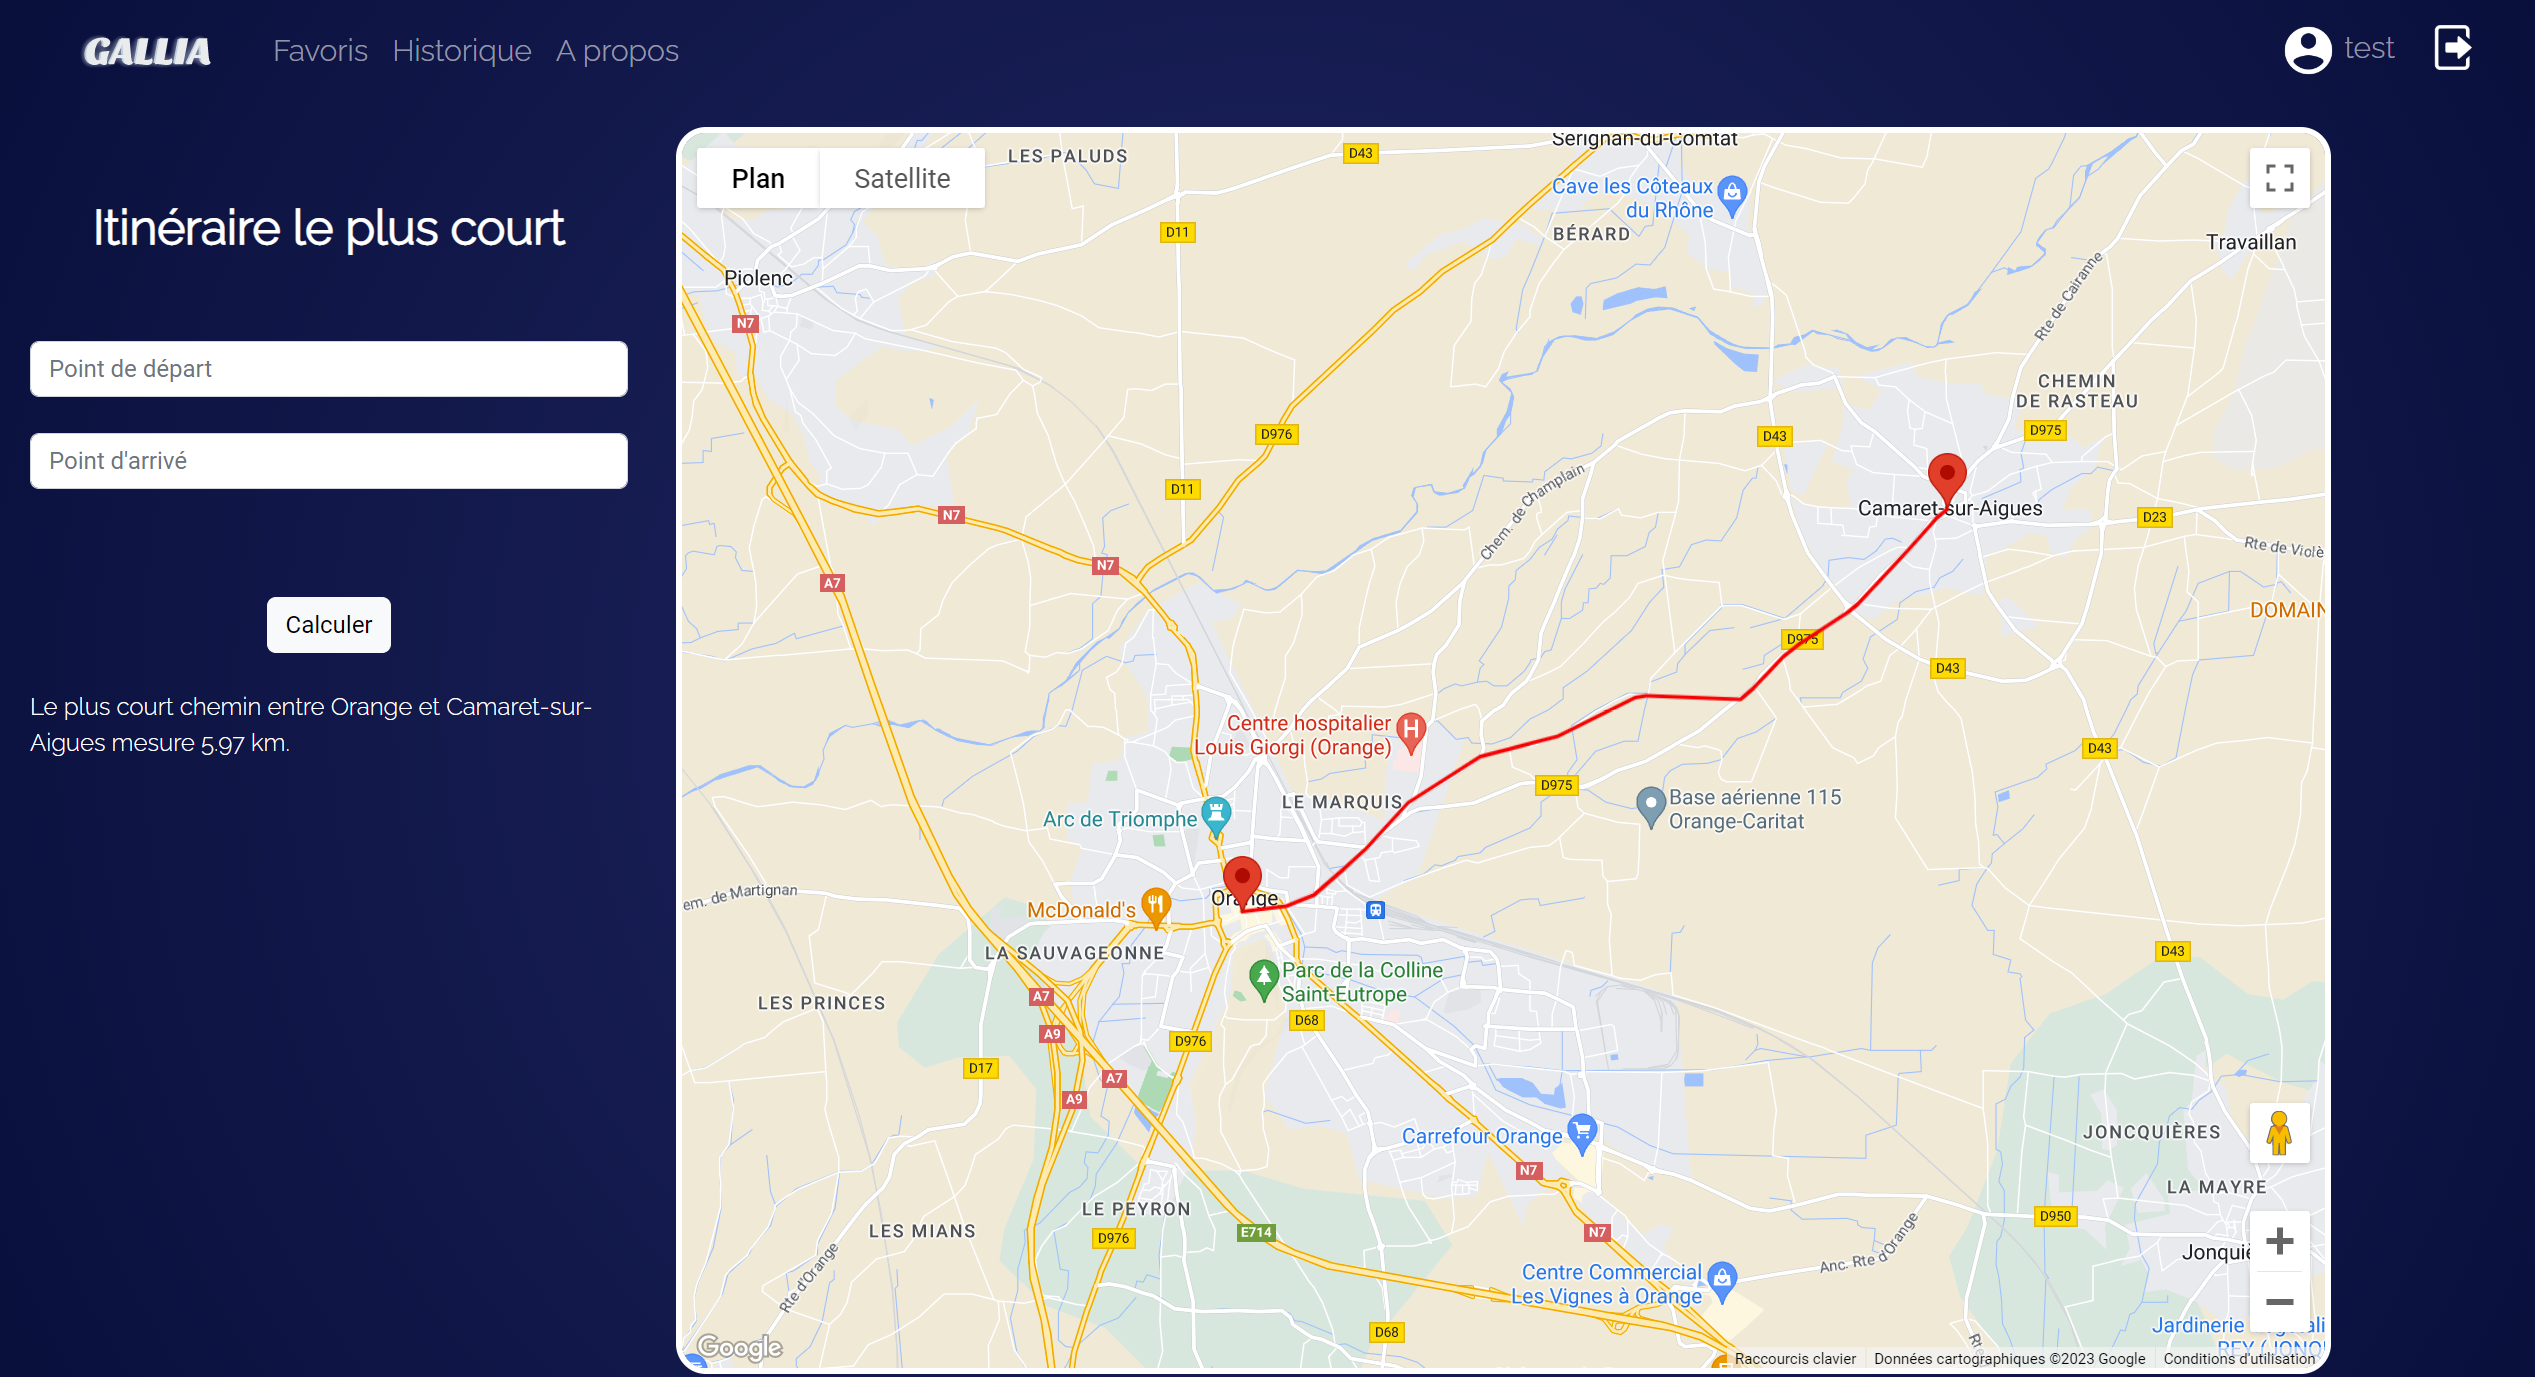 GALLIA
Favoris
Historique
A propos
test
Itinéraire le plus court
Point de départ
Point d'arrivé
Calculer
Le plus court chemin entre Orange et Camaret-sur-
Aigues mesure 5.97 km.
Plan
Satellite
LES PALUDS
D43
Sérignan-du-Comtat
Cave les Côteaux
du Rhône
BÉRARD
D11
Travaillan
Piolenc
Rte de Cairanne
N7
CHEMIN
DE RASTEAU
D976
D43
D975
D11
Chem. de Champlain
N7
Camaret-sur-Aigues
D23
Rte de Violè
N7
A7
DOMAIN
D975
D43
Centre hospitalier
Louis Giorgi (Orange)
D43
D975
LE MARQUIS
Base aérienne 115
Orange-Caritat
Arc de Triomphe
em. de Martignan
Orange
McDonald's
LA SAUVAGEONNE
D43
Parc de la Colline
Saint-Eutrope
LES PRINCES
A7
A9
D68
D976
D17
A7
A9
Carrefour Orange
JONCQUIÈRES
N7
LA MAYRE
LE PEYRON
D950
LES MIANS
D976
E714
N7
Anc. Rte d'Orange
Jonquiè
Rte d'Orange
Centre Commercial
Les Vignes à Orange
D68
Jardinerie
REY (JONQ
Rte
Google
Raccourcis clavier
Données cartographiques ©2023 Google
Conditions d'utilisation